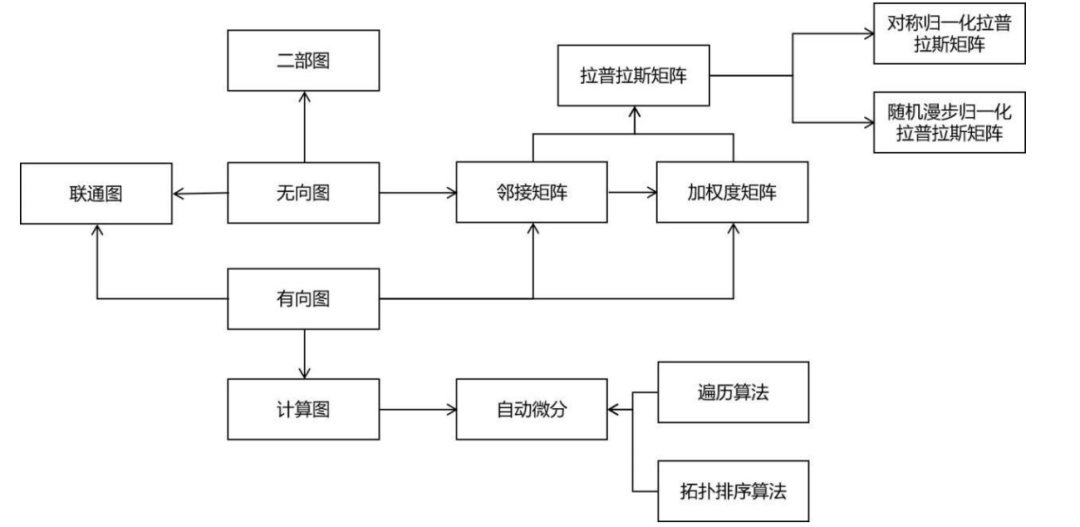 对称归一化拉普
拉斯矩阵
二部图
拉普拉斯矩阵
随机漫步归一化
拉普拉斯矩阵
联通图
无向图
邻接矩阵
加权度矩阵
有向图
计算图
自动微分
遍历算法
拓扑排序算法